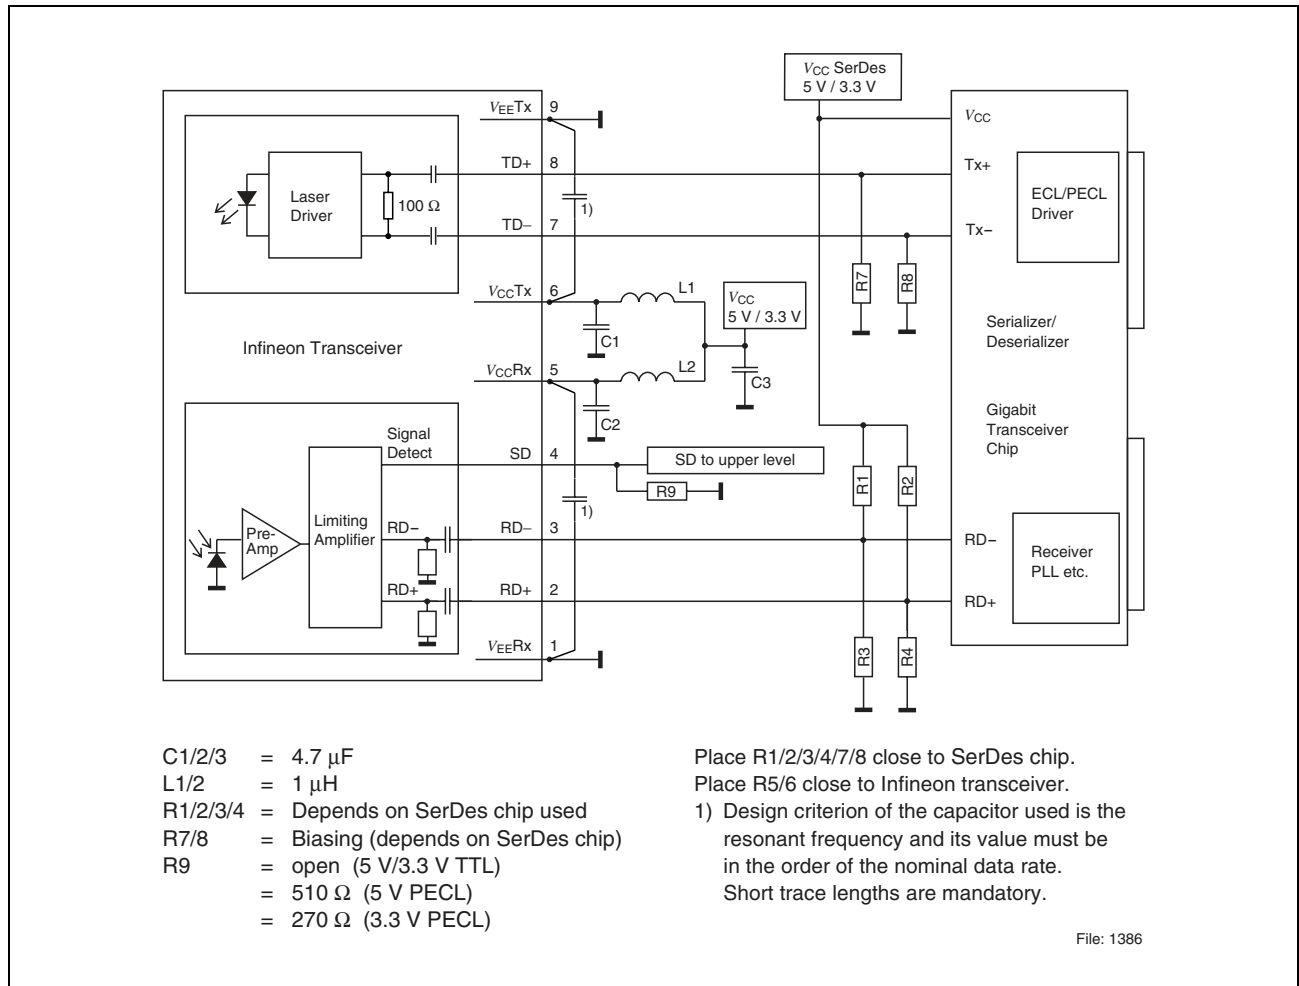 VCC SerDes
5 V / 3.3 V
VEETx 9
VCC
TD+ 8
Tx+
Laser
Driver
100 Ω
1)
ECL/PECL
Driver
TD− 7
Tx−
R7
R8
VCCTx 6
L1
VCC
5 V / 3.3 V
C1
Serializer/
Deserializer
Infineon Transceiver
VCCRx 5
L2
C3
C2
Gigabit
Transceiver
Chip
Signal
Detect
SD 4
SD to upper level
R9
R1
R2
1)
Pre-
Amp
Limiting
Amplifier
RD−
RD− 3
RD−
Receiver
PLL etc.
RD+
RD+ 2
RD+
VEERx 1
R3
R4
C1/2/3 = 4.7 μF
L1/2 = 1 μH
R1/2/3/4 = Depends on SerDes chip used
R7/8 = Biasing (depends on SerDes chip)
R9 = open (5 V/3.3 V TTL)
= 510 Ω (5 V PECL)
= 270 Ω (3.3 V PECL)
Place R1/2/3/4/7/8 close to SerDes chip.
Place R5/6 close to Infineon transceiver.
1) Design criterion of the capacitor used is the
resonant frequency and its value must be
in the order of the nominal data rate.
Short trace lengths are mandatory.
File: 1386